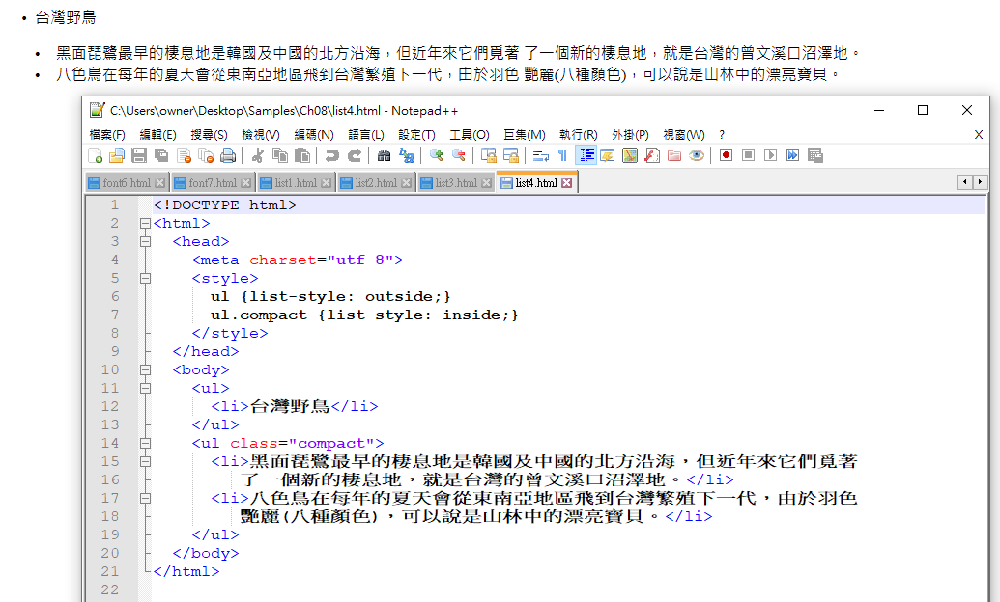 • 台灣野鳥
• 黑面琵鷺最早的棲息地是韓國及中國的北方沿海，但近年來它們覓著 了一個新的棲息地，就是台灣的曾文溪口沼澤地。
• 八色鳥在每年的夏天會從東南亞地區飛到台灣繁殖下一代，由於羽色 艷麗(八種顏色)，可以說是山林中的漂亮寶貝。
C:\Users\owner\Desktop\Samples\Ch08\list4.html - Notepad++
檔案(F) 編輯(E) 搜尋(S) 檢視(V) 編碼(N) 語言(L) 設定(T) 工具(O) 巨集(M) 執行(R) 外掛(P) 視窗(W) ? X
font6.html font7.html list1.html list2.html list3.html list4.html
1 <!DOCTYPE html>
2 <html>
3 <head>
4 <meta charset="utf-8">
5 <style>
6 ul {list-style: outside;}
7 ul.compact {list-style: inside;}
8 </style>
9 </head>
10 <body>
11 <ul>
12 <li>台灣野鳥</li>
13 </ul>
14 <ul class="compact">
15 <li>黑面琵鷺最早的棲息地是韓國及中國的北方沿海，但近年來它們覓著
16 了一個新的棲息地，就是台灣的曾文溪口沼澤地。</li>
17 <li>八色鳥在每年的夏天會從東南亞地區飛到台灣繁殖下一代，由於羽色
18 艷麗(八種顏色)，可以說是山林中的漂亮寶貝。</li>
19 </ul>
20 </body>
21 </html>
22